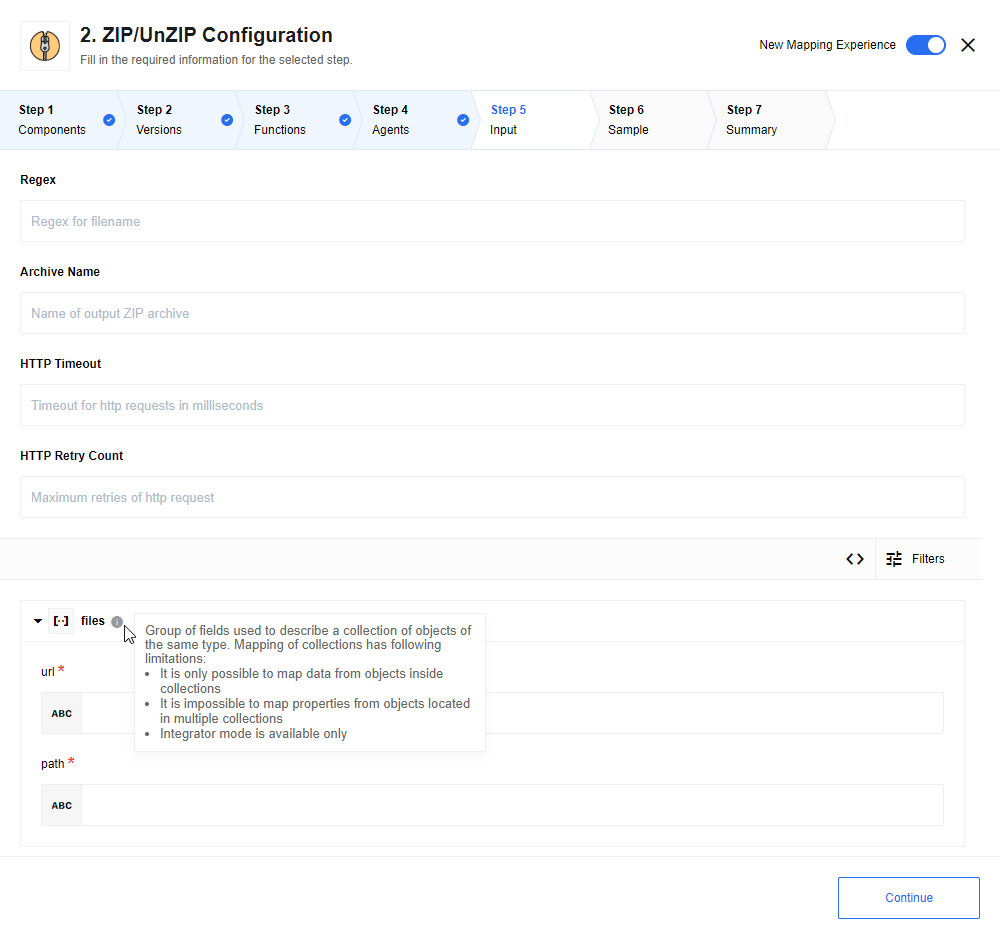 2. ZIP/UnZIP Configuration
Fill in the required information for the selected step.
New Mapping Experience
Step 1
Components
Step 2
Versions
Step 3
Functions
Step 4
Agents
Step 5
Input
Step 6
Sample
Step 7
Summary
Regex
Regex for filename
Archive Name
Name of output ZIP archive
HTTP Timeout
Timeout for http requests in milliseconds
HTTP Retry Count
Maximum retries of http request
Filters
files
Group of fields used to describe a collection of objects of
the same type. Mapping of collections has following
limitations:
• It is only possible to map data from objects inside
collections
• It is impossible to map properties from objects located
in multiple collections
• Integrator mode is available only
url *
ABC
path *
ABC
Continue